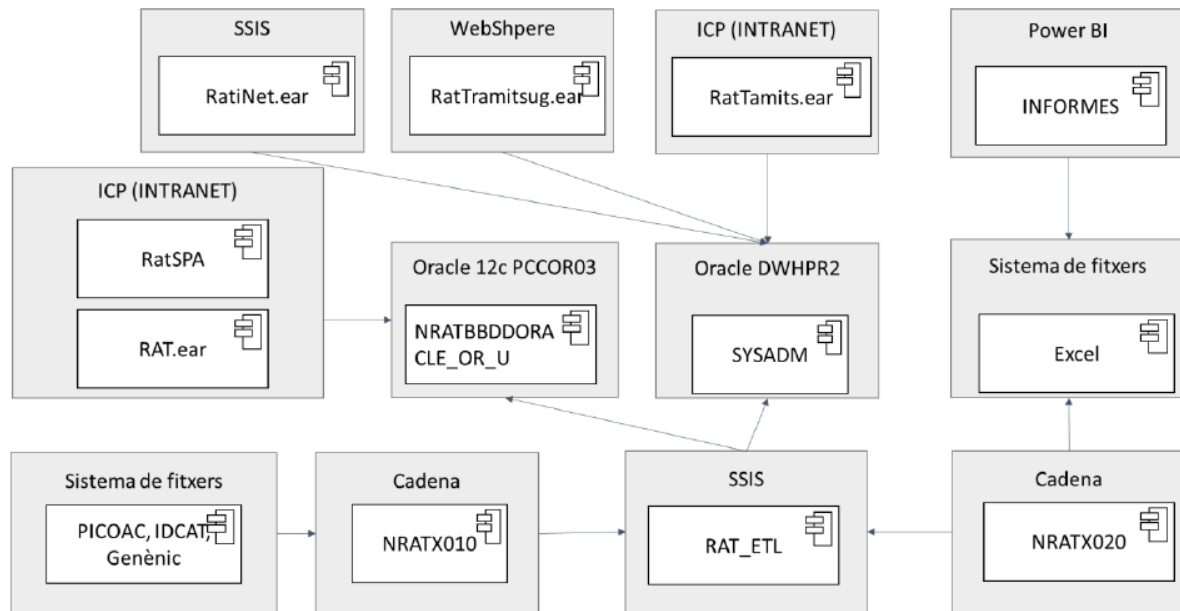 SSIS
RatiNet.ear
WebShpere
RatTramitsug.ear
ICP (INTRANET)
RatTamits.ear
Power BI
INFORMES
ICP (INTRANET)
RatSPA
RAT.ear
Oracle 12c PCCOR03
NRATBBDDORA
CLE_OR_U
Oracle DWHPR2
SYSADM
Sistema de fitxers
Excel
Sistema de fitxers
PICOAC, IDCAT,
Genènic
Cadena
NRATX010
SSIS
RAT_ETL
Cadena
NRATX020